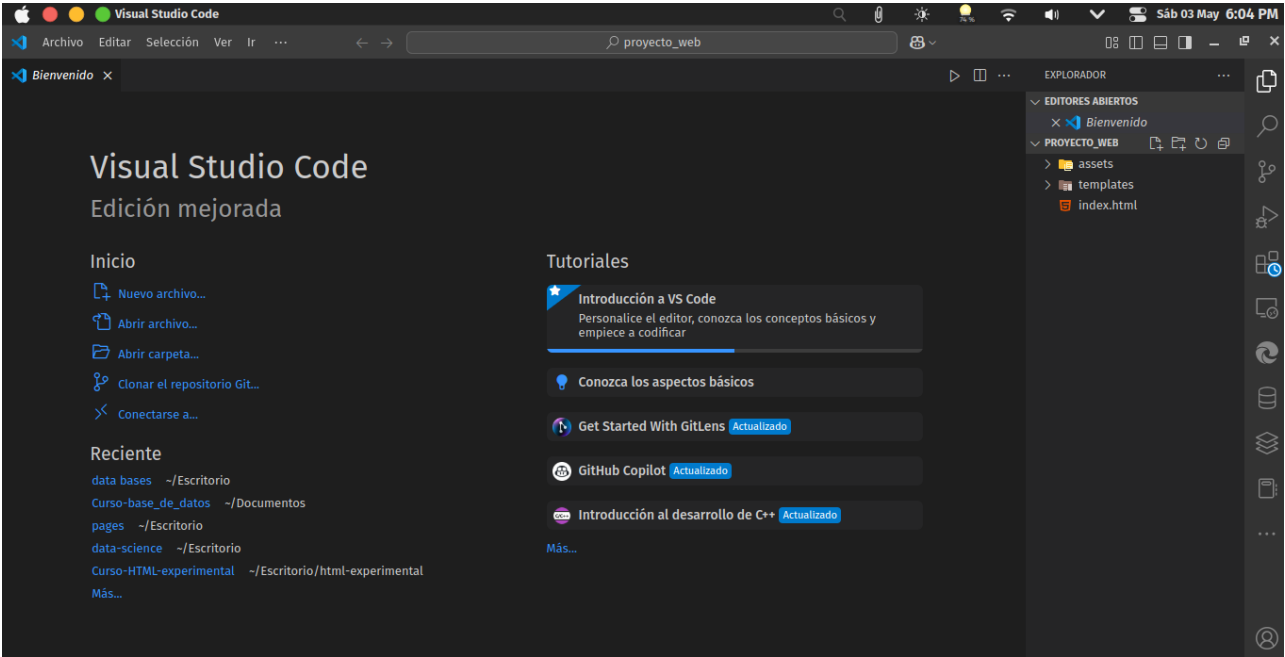 Visual Studio Code
74 %
Sáb 03 May 6:04 PM
Archivo Editar Selección Ver Ir ···
proyecto_web
Bienvenido
EXPLORADOR
EDITORES ABIERTOS
Bienvenido
PROYECTO_WEB
assets
templates
index.html
Visual Studio Code
Edición mejorada
Inicio
Nuevo archivo...
Abrir archivo...
Abrir carpeta...
Clonar el repositorio Git...
Conectarse a...
Reciente
data bases ~/Escritorio
Curso-base_de_datos ~/Documentos
pages ~/Escritorio
data-science ~/Escritorio
Curso-HTML-experimental ~/Escritorio/html-experimental
Más...
Tutoriales
Introducción a VS Code
Personalice el editor, conozca los conceptos básicos y
empiece a codificar
Conozca los aspectos básicos
Get Started With GitLens Actualizado
GitHub Copilot Actualizado
C/C++ Introducción al desarrollo de C++ Actualizado
Más...